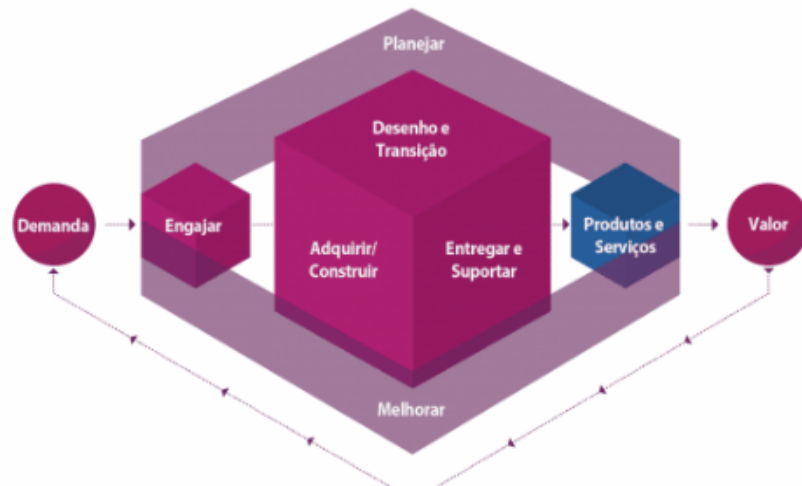 Planejar
Desenho e
Transição
Demanda
Engajar
Adquirir/
Construir
Entregar e
Suportar
Produtos e
Serviços
Valor
Melhorar